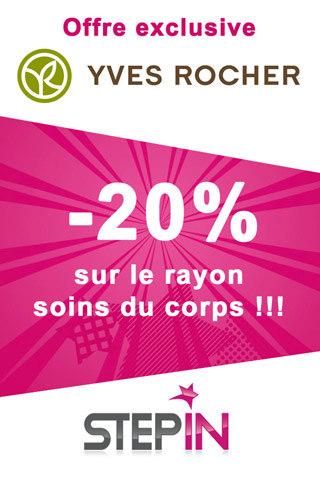 Offre exclusive
YVES ROCHER
-20%
sur le rayon
soins du corps !!!
STEPIN